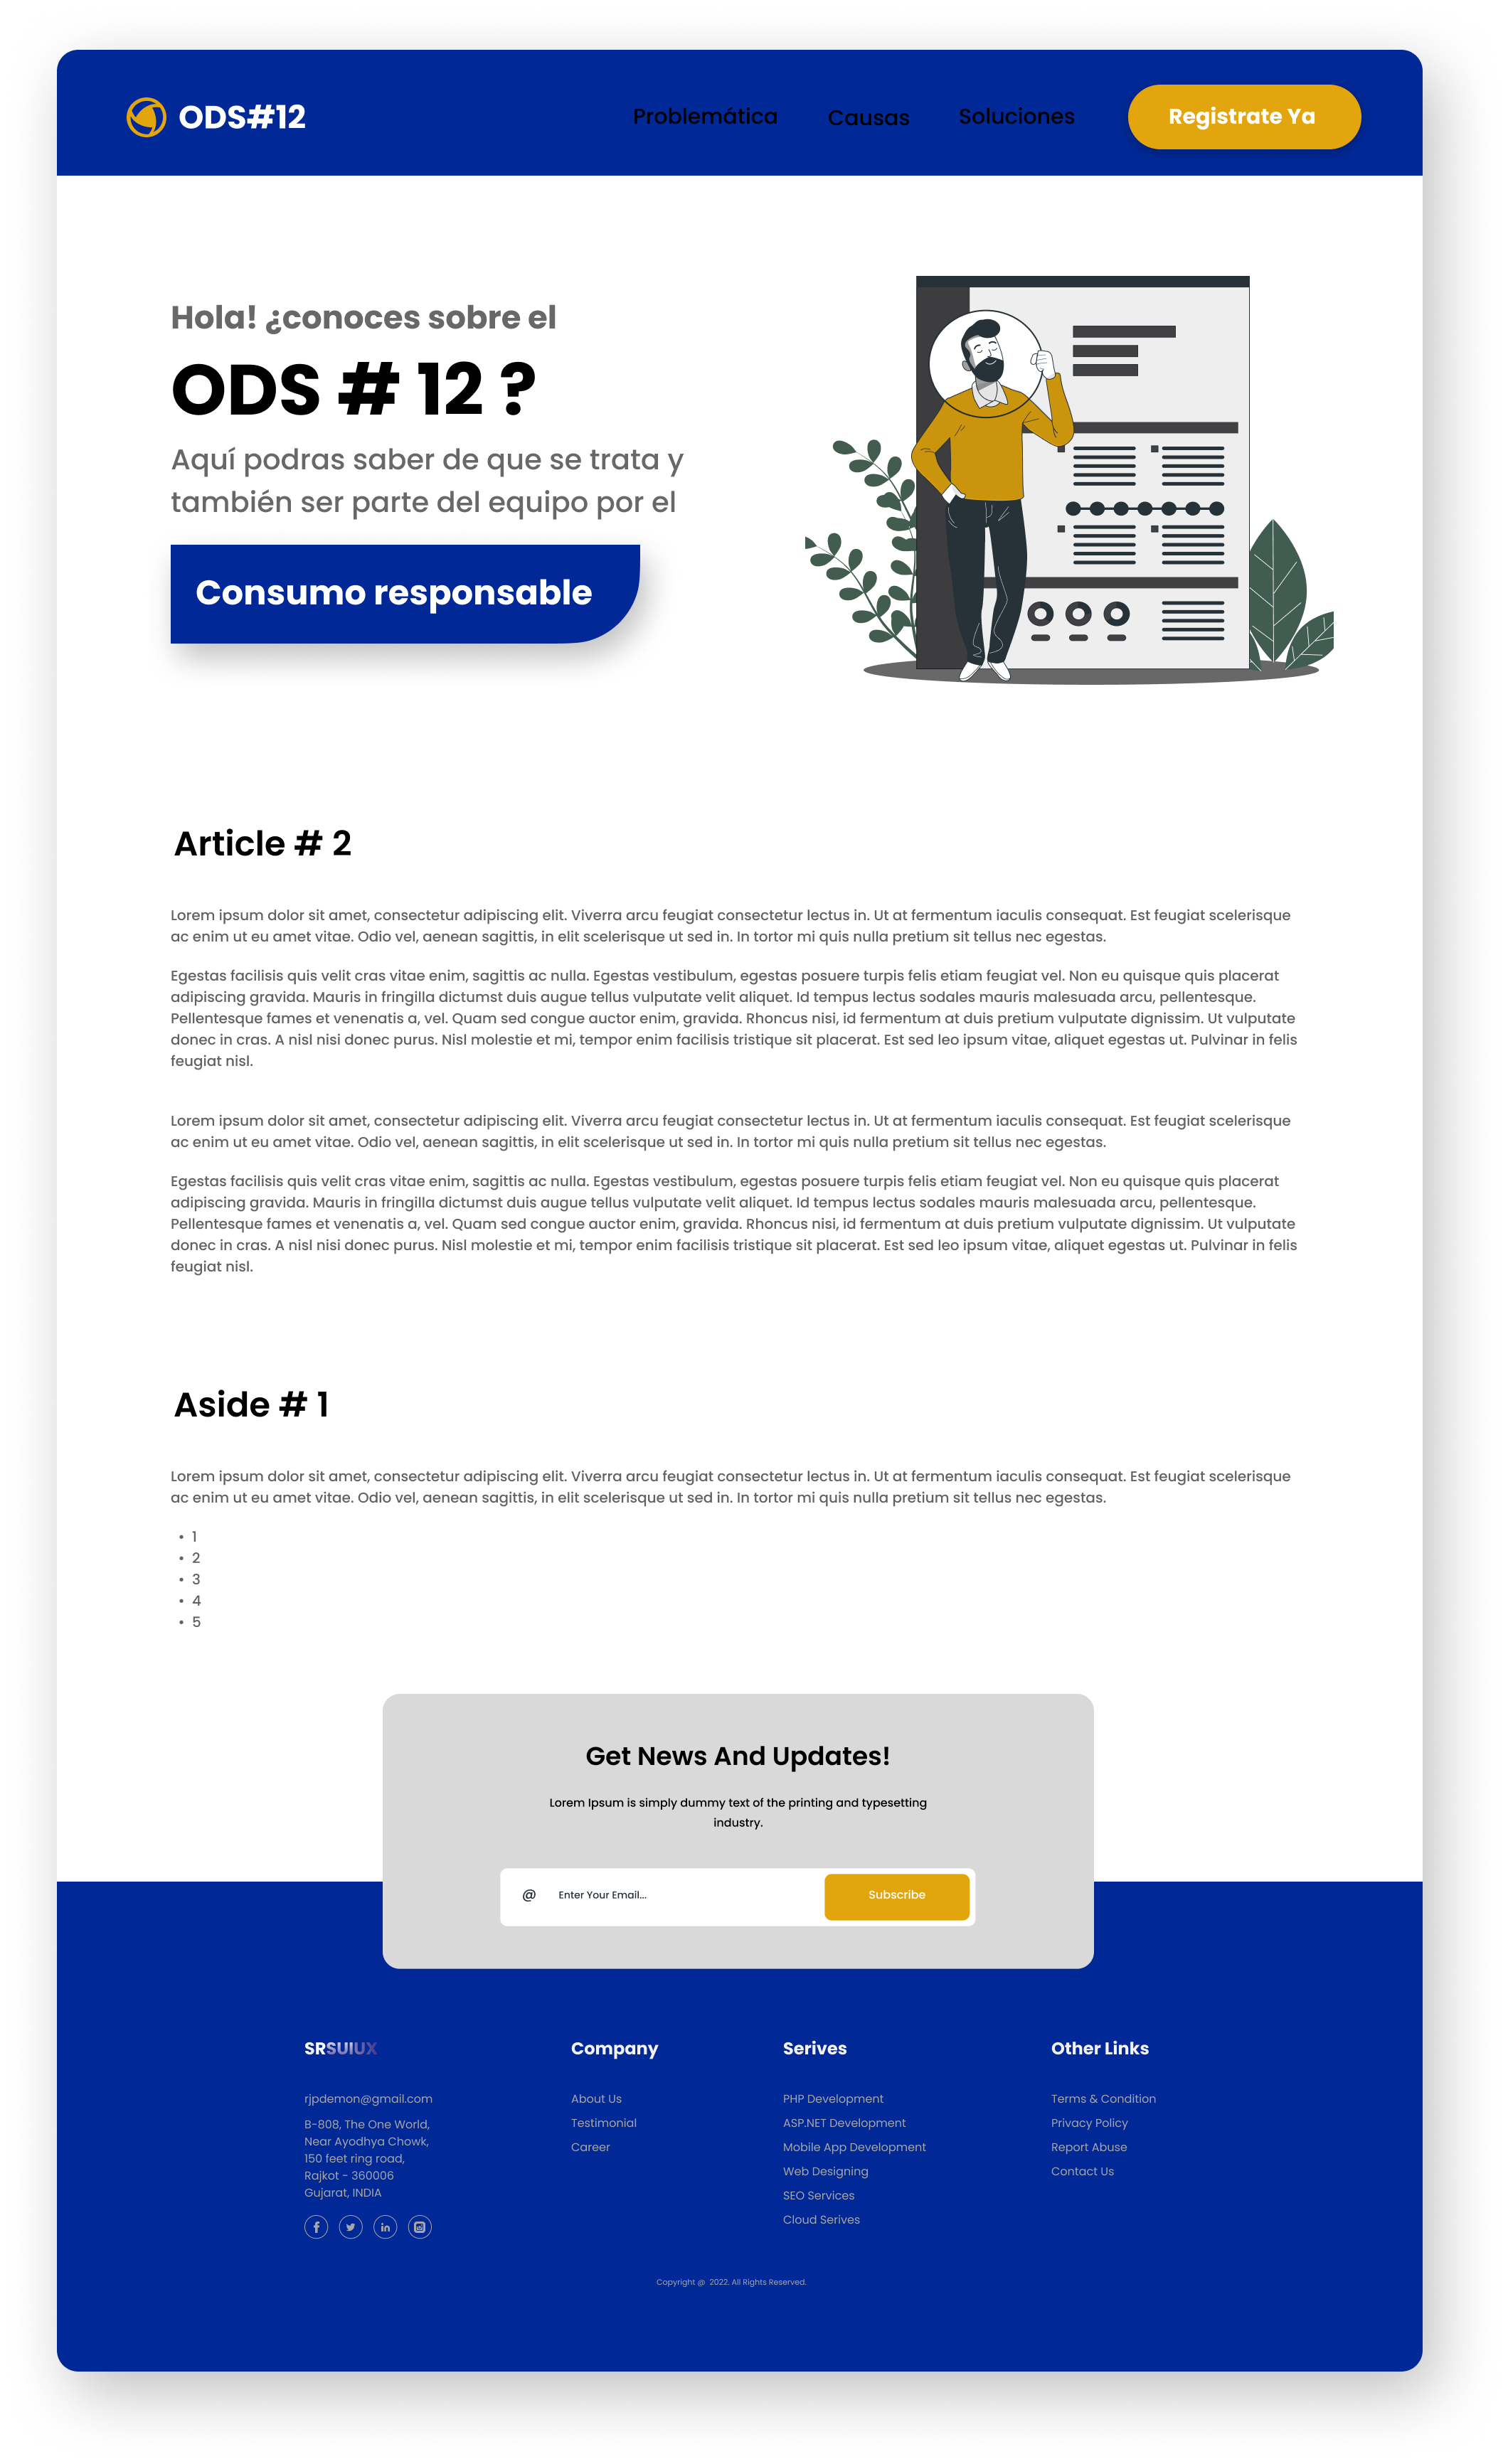 ODS#12
Problemática
Causas
Soluciones
Registrate Ya
Hola! ¿conoces sobre el
ODS # 12 ?
Aquí podras saber de que se trata y
también ser parte del equipo por el
Consumo responsable
Article # 2
Lorem ipsum dolor sit amet, consectetur adipiscing elit. Viverra arcu feugiat consectetur lectus in. Ut at fermentum iaculis consequat. Est feugiat scelerisque
ac enim ut eu amet vitae. Odio vel, aenean sagittis, in elit scelerisque ut sed in. In tortor mi quis nulla pretium sit tellus nec egestas.
Egestas facilisis quis velit cras vitae enim, sagittis ac nulla. Egestas vestibulum, egestas posuere turpis felis etiam feugiat vel. Non eu quisque quis placerat
adipiscing gravida. Mauris in fringilla dictumst duis augue tellus vulputate velit aliquet. Id tempus lectus sodales mauris malesuada arcu, pellentesque.
Pellentesque fames et venenatis a, vel. Quam sed congue auctor enim, gravida. Rhoncus nisi, id fermentum at duis pretium vulputate dignissim. Ut vulputate
donec in cras. A nisl nisi donec purus. Nisl molestie et mi, tempor enim facilisis tristique sit placerat. Est sed leo ipsum vitae, aliquet egestas ut. Pulvinar in felis
feugiat nisl.
Lorem ipsum dolor sit amet, consectetur adipiscing elit. Viverra arcu feugiat consectetur lectus in. Ut at fermentum iaculis consequat. Est feugiat scelerisque
ac enim ut eu amet vitae. Odio vel, aenean sagittis, in elit scelerisque ut sed in. In tortor mi quis nulla pretium sit tellus nec egestas.
Egestas facilisis quis velit cras vitae enim, sagittis ac nulla. Egestas vestibulum, egestas posuere turpis felis etiam feugiat vel. Non eu quisque quis placerat
adipiscing gravida. Mauris in fringilla dictumst duis augue tellus vulputate velit aliquet. Id tempus lectus sodales mauris malesuada arcu, pellentesque.
Pellentesque fames et venenatis a, vel. Quam sed congue auctor enim, gravida. Rhoncus nisi, id fermentum at duis pretium vulputate dignissim. Ut vulputate
donec in cras. A nisl nisi donec purus. Nisl molestie et mi, tempor enim facilisis tristique sit placerat. Est sed leo ipsum vitae, aliquet egestas ut. Pulvinar in felis
feugiat nisl.
Aside # 1
Lorem ipsum dolor sit amet, consectetur adipiscing elit. Viverra arcu feugiat consectetur lectus in. Ut at fermentum iaculis consequat. Est feugiat scelerisque
ac enim ut eu amet vitae. Odio vel, aenean sagittis, in elit scelerisque ut sed in. In tortor mi quis nulla pretium sit tellus nec egestas.
• 1
• 2
• 3
• 4
• 5
Get News And Updates!
Lorem Ipsum is simply dummy text of the printing and typesetting
industry.
@ Enter Your Email...
Subscribe
SRSUIUX
rjpdemon@gmail.com
B-808, The One World,
Near Ayodhya Chowk,
150 feet ring road,
Rajkot - 360006
Gujarat, INDIA
Company
About Us
Testimonial
Career
Serives
PHP Development
ASP.NET Development
Mobile App Development
Web Designing
SEO Services
Cloud Serives
Other Links
Terms & Condition
Privacy Policy
Report Abuse
Contact Us
Copyright @ 2022. All Rights Reserved.